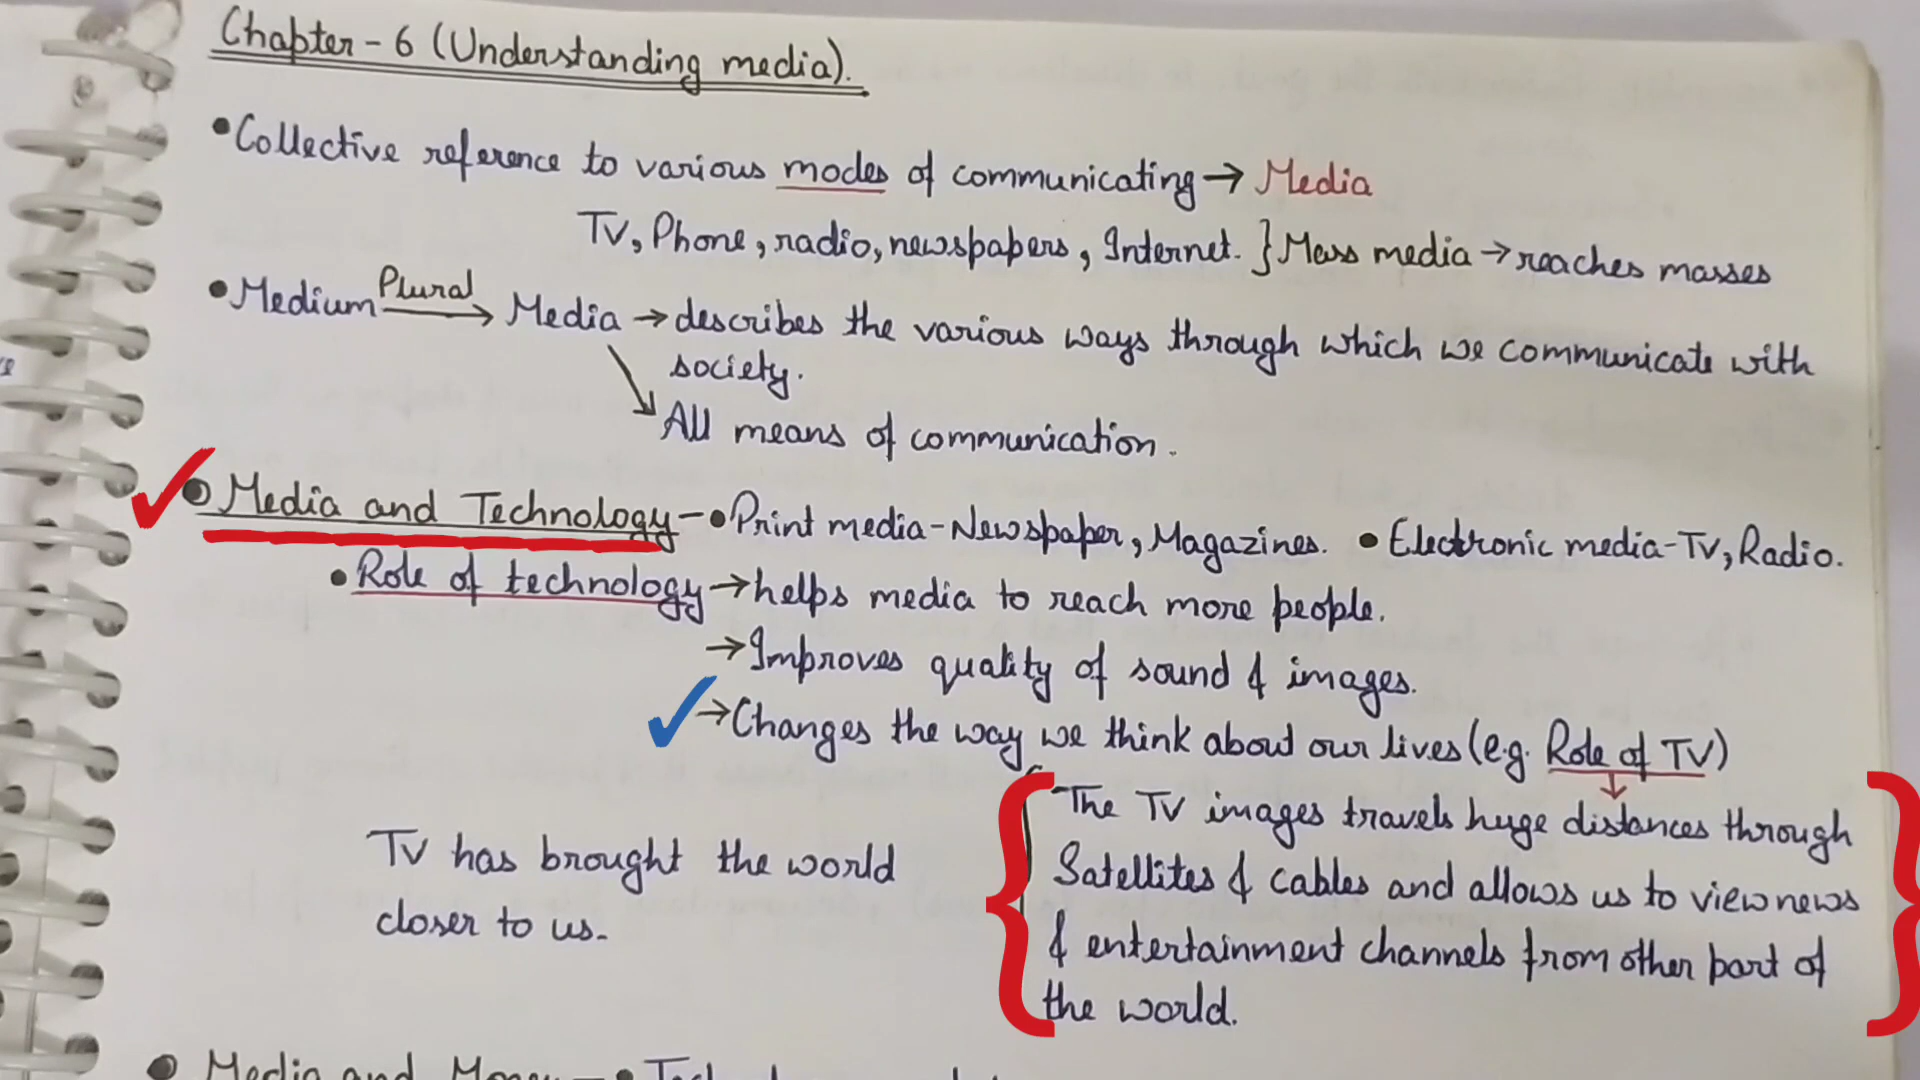 Chapter - 6 (Understanding media).
• Collective reference to various modes of communicating → Media
TV, Phone, radio, newspapers, Internet. } Mass media → reaches masses
• Medium Plural → Media → describes the various ways through which we communicate with
society.
All means of communication.
• Media and Technology - • Print media - Newspaper, Magazines. • Electronic media - TV, Radio.
• Role of technology → helps media to reach more people.
→ Improves quality of sound & images.
→ Changes the way we think about our lives (e.g. Role of TV)
The TV images travels huge distances through
Satellites & cables and allows us to view news
& entertainment channels from other part of
the world.
TV has brought the world
closer to us.
• Media and Money - •